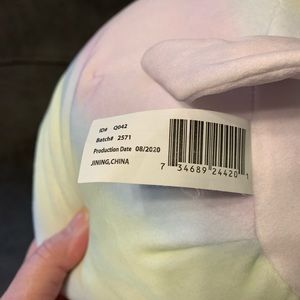 ID# Q042
Batch# 2571
Production Date 08/2020
JINING,CHINA
7 34689 24420 1